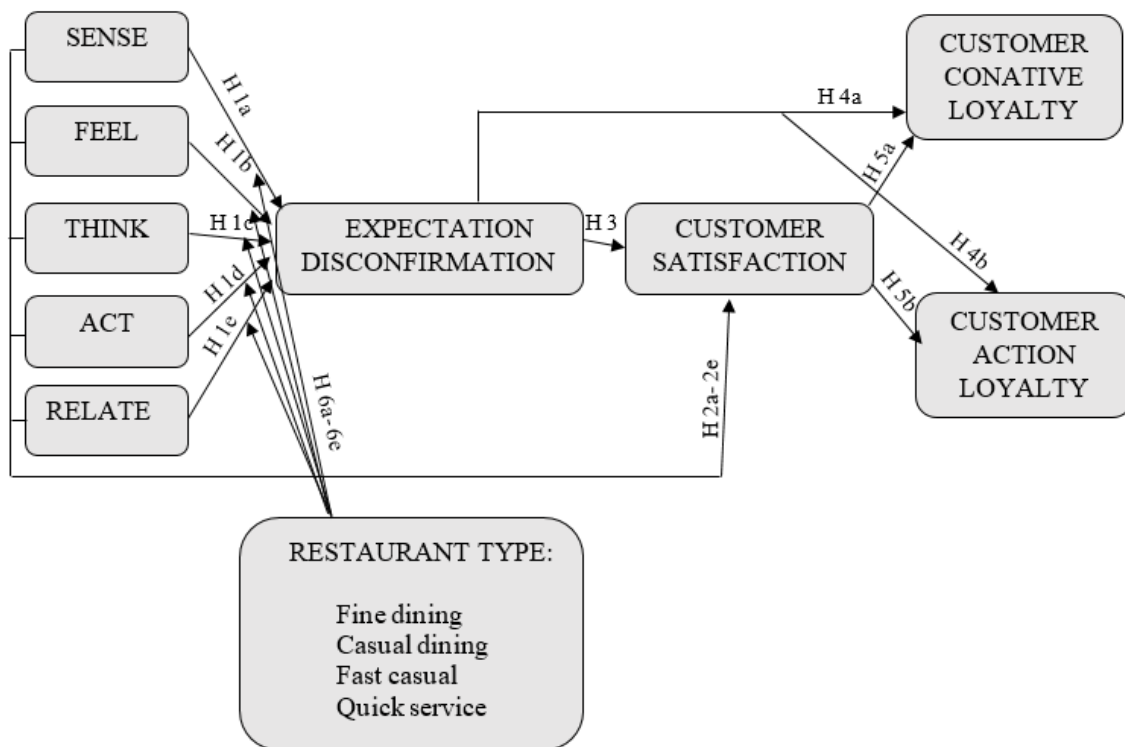 SENSE
FEEL
THINK
ACT
RELATE
H 1a
H 1b
H 1c
H 1d
H 1e
EXPECTATION
DISCONFIRMATION
H 3
CUSTOMER
SATISFACTION
H 4a
H 4b
H 5a
H 5b
CUSTOMER
CONATIVE
LOYALTY
CUSTOMER
ACTION
LOYALTY
H 6a- 6e
H 2a- 2e
RESTAURANT TYPE:
Fine dining
Casual dining
Fast casual
Quick service